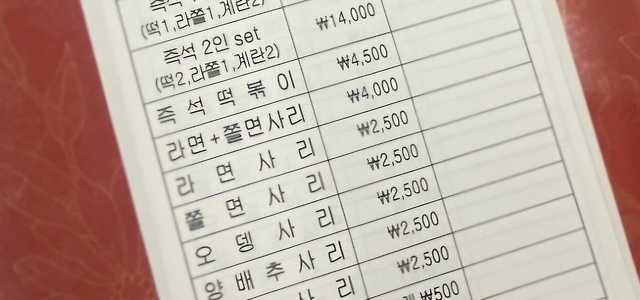 즉석
(떡1,라쫄1,계란2)
즉석 2인 set ₩14,000
(떡2,라쫄1,계란2)
즉 석 떡 볶 이 ₩4,500
라면+쫄면사리 ₩4,000
라 면 사 리 ₩2,500
쫄 면 사 리 ₩2,500
오 뎅 사 리 ₩2,500
양 배 추 사 리 ₩2,500
사 리 ₩2,500
₩500